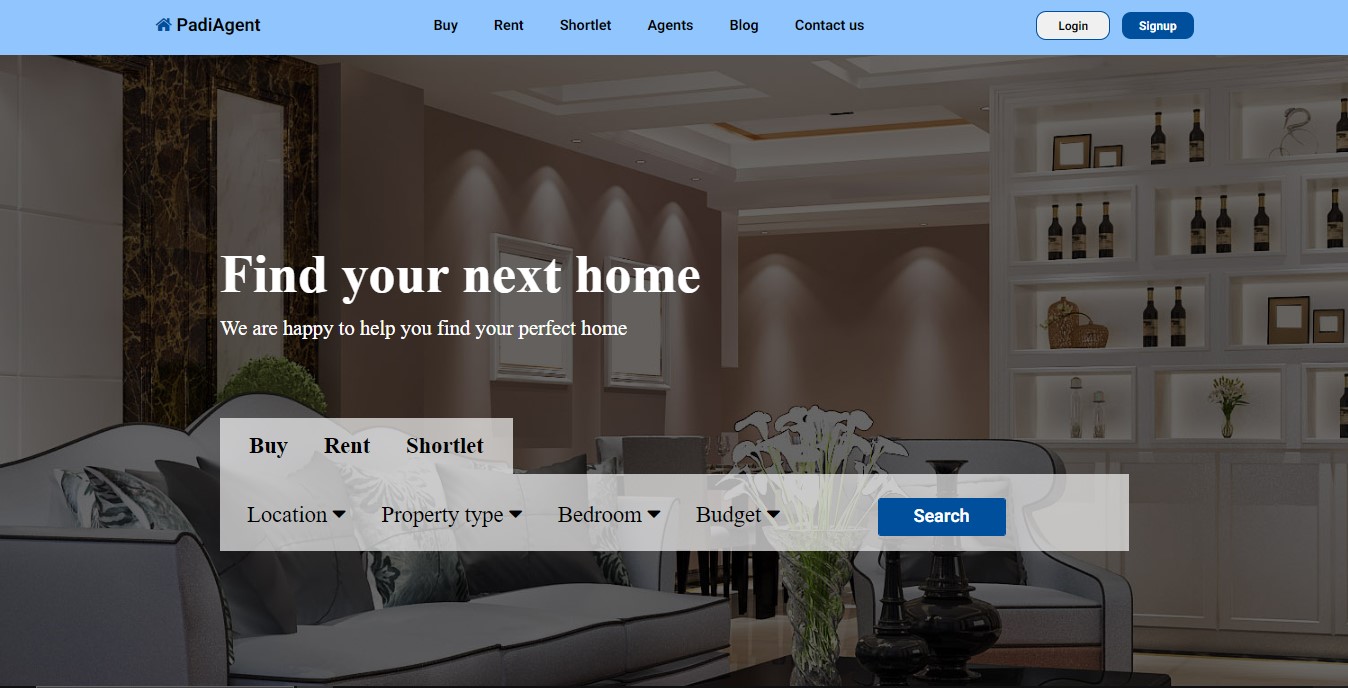 PadiAgent Buy Rent Shortlet Agents Blog Contact us Login Signup
Find your next home
We are happy to help you find your perfect home
Buy Rent Shortlet
Location Property type Bedroom Budget Search